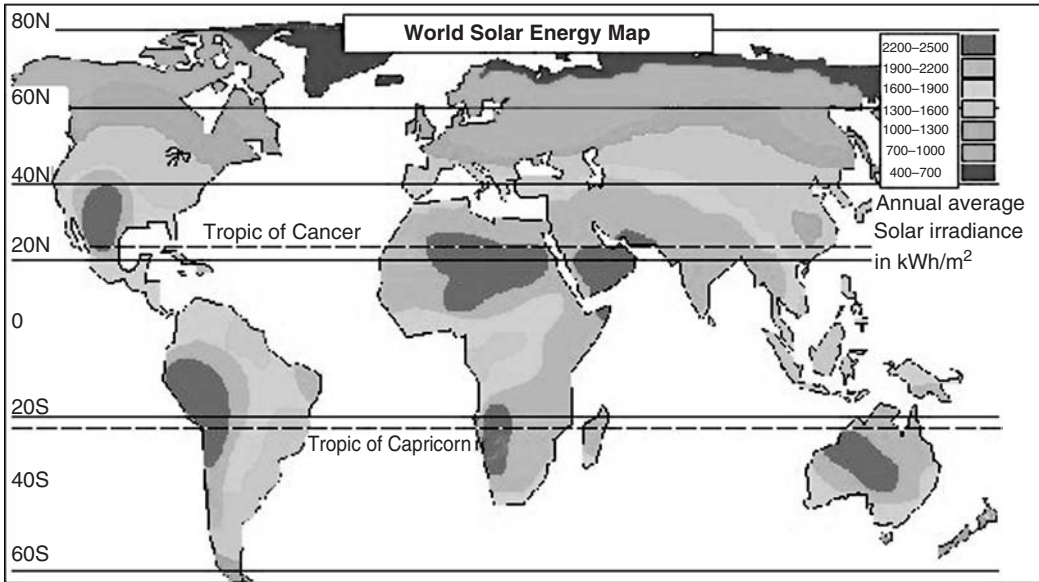 80N
World Solar Energy Map
2200–2500
1900–2200
1600–1900
1300–1600
1000–1300
700–1000
400–700
60N
40N
Annual average
Solar irradiance
in kWh/m²
Tropic of Cancer
20N
0
20S
Tropic of Capricorn
40S
60S